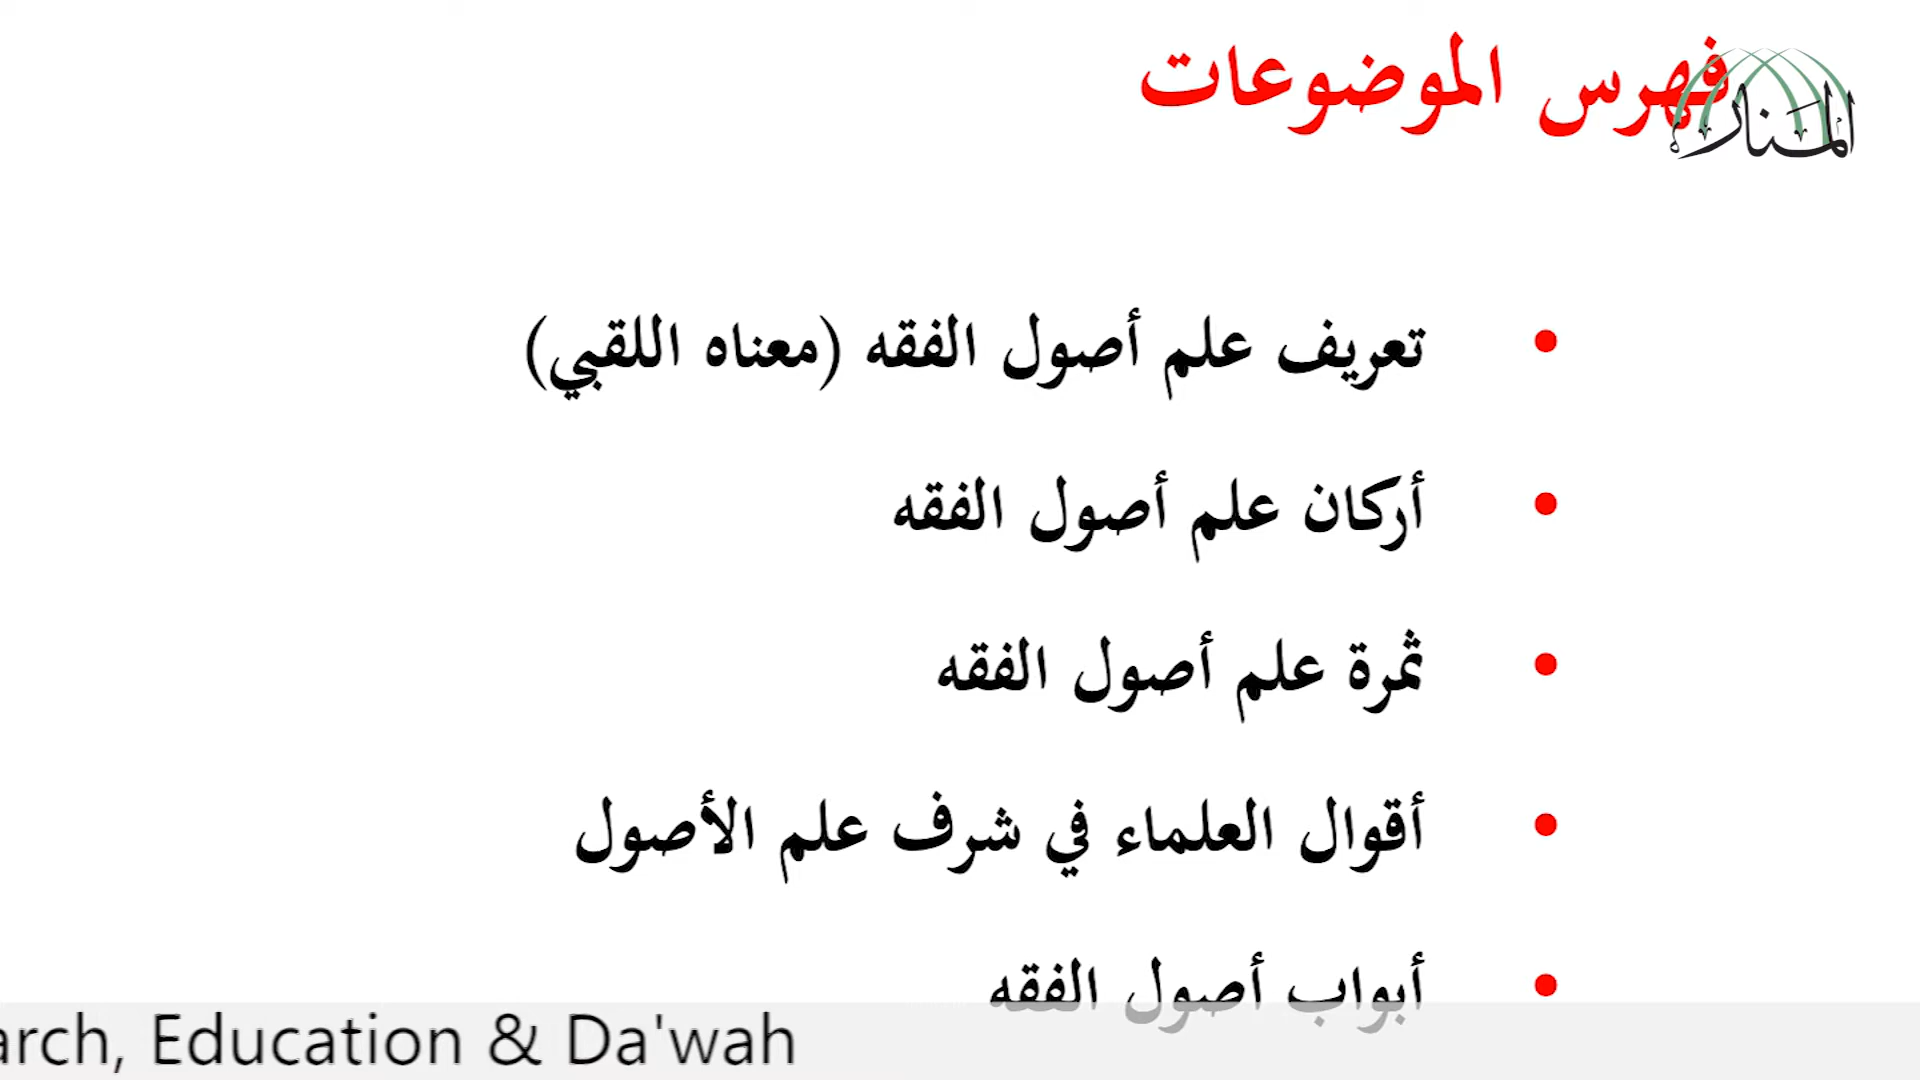 فهرس الموضوعات
المنار
تعريف علم أصول الفقه (معناه اللقبي)
أركان علم أصول الفقه
ثمرة علم أصول الفقه
أقوال العلماء في شرف علم الأصول
أبواب أصول الفقه
arch, Education & Da'wah